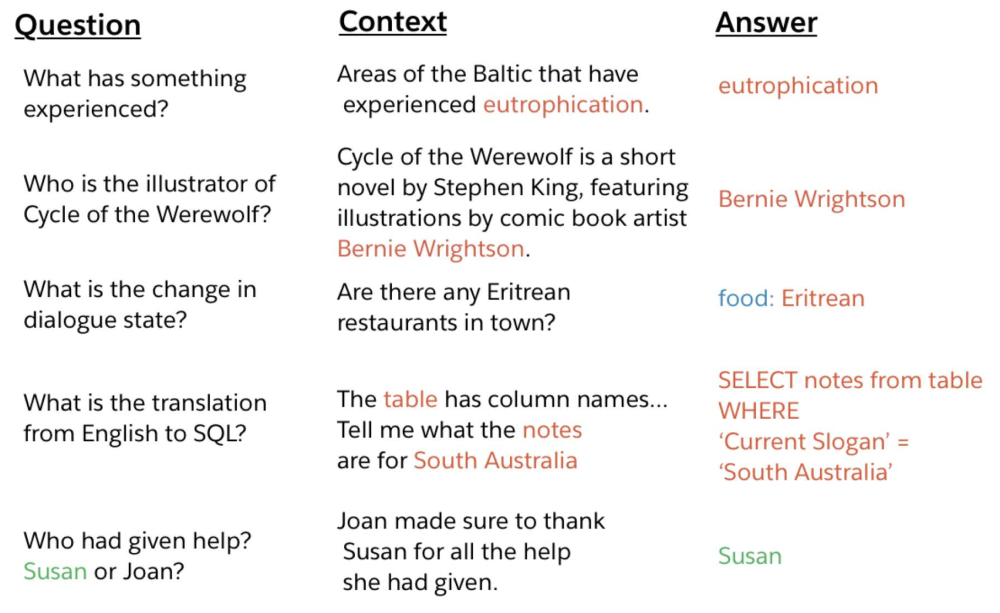 Question
Context
Answer
What has something
experienced?
Areas of the Baltic that have
experienced eutrophication.
eutrophication
Who is the illustrator of
Cycle of the Werewolf?
Cycle of the Werewolf is a short
novel by Stephen King, featuring
illustrations by comic book artist
Bernie Wrightson.
Bernie Wrightson
What is the change in
dialogue state?
Are there any Eritrean
restaurants in town?
food: Eritrean
What is the translation
from English to SQL?
The table has column names...
Tell me what the notes
are for South Australia
SELECT notes from table
WHERE
‘Current Slogan’ =
‘South Australia’
Who had given help?
Susan or Joan?
Joan made sure to thank
Susan for all the help
she had given.
Susan